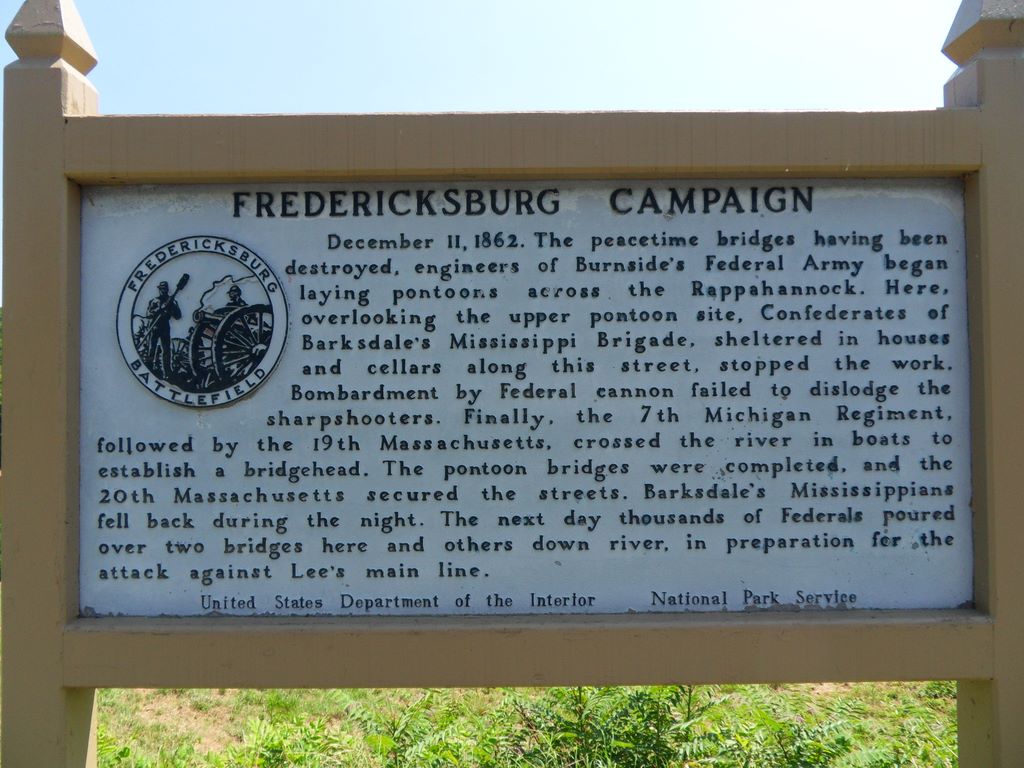 FREDERICKSBURG CAMPAIGN
FREDERICKSBURG
BATTLEFIELD
December 11, 1862. The peacetime bridges having been
destroyed, engineers of Burnside's Federal Army began
laying pontoons across the Rappahannock. Here,
overlooking the upper pontoon site, Confederates of
Barksdale's Mississippi Brigade, sheltered in houses
and cellars along this street, stopped the work.
Bombardment by Federal cannon failed to dislodge the
sharpshooters. Finally, the 7th Michigan Regiment,
followed by the 19th Massachusetts, crossed the river in boats to
establish a bridgehead. The pontoon bridges were completed, and the
20th Massachusetts secured the streets. Barksdale's Mississippians
fell back during the night. The next day thousands of Federals poured
over two bridges here and others down river, in preparation for the
attack against Lee's main line.
United States Department of the Interior National Park Service